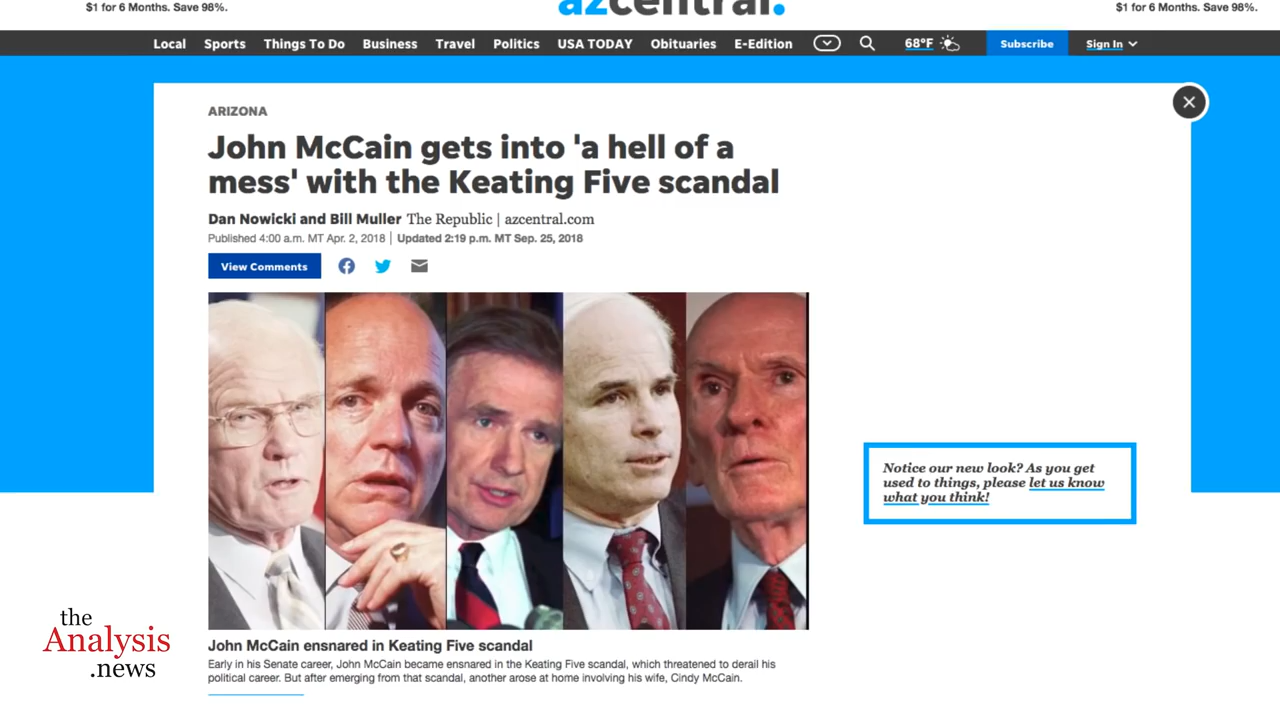 $1 for 6 Months. Save 98%.
azcentral.
$1 for 6 Months. Save 98%.
Local Sports Things To Do Business Travel Politics USA TODAY Obituaries E-Edition 68°F Subscribe Sign In
ARIZONA
John McCain gets into 'a hell of a
mess' with the Keating Five scandal
Dan Nowicki and Bill Muller The Republic | azcentral.com
Published 4:00 a.m. MT Apr. 2, 2018 | Updated 2:19 p.m. MT Sep. 25, 2018
View Comments
Notice our new look? As you get
used to things, please let us know
what you think!
John McCain ensnared in Keating Five scandal
Early in his Senate career, John McCain became ensnared in the Keating Five scandal, which threatened to derail his
political career. But after emerging from that scandal, another arose at home involving his wife, Cindy McCain.
the
Analysis
.news